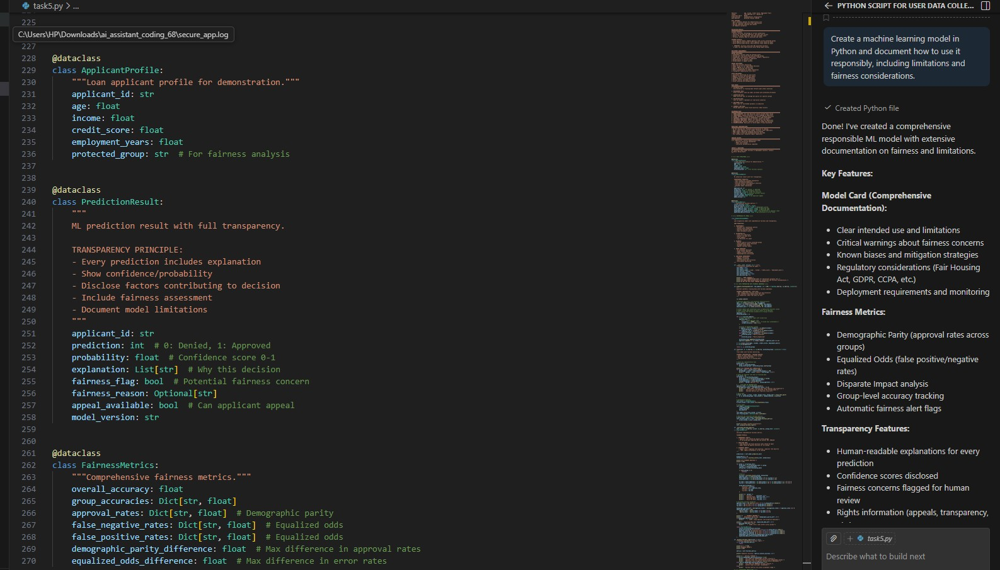 task5.py > ...
225
C:\Users\HP\Downloads\ai_assistant_coding_68\secure_app.log
227
228 @dataclass
229 class ApplicantProfile:
230 """Loan applicant profile for demonstration."""
231 applicant_id: str
232 age: float
233 income: float
234 credit_score: float
235 employment_years: float
236 protected_group: str # For fairness analysis
237
238
239 @dataclass
240 class PredictionResult:
241 """
242 ML prediction result with full transparency.
243
244 TRANSPARENCY PRINCIPLE:
245 - Every prediction includes explanation
246 - Show confidence/probability
247 - Disclose factors contributing to decision
248 - Include fairness assessment
249 - Document model limitations
250 """
251 applicant_id: str
252 prediction: int # 0: Denied, 1: Approved
253 probability: float # Confidence score 0-1
254 explanation: List[str] # Why this decision
255 fairness_flag: bool # Potential fairness concern
256 fairness_reason: Optional[str]
257 appeal_available: bool # Can applicant appeal
258 model_version: str
259
260
261 @dataclass
262 class FairnessMetrics:
263 """Comprehensive fairness metrics."""
264 overall_accuracy: float
265 group_accuracies: Dict[str, float]
266 approval_rates: Dict[str, float] # Demographic parity
267 false_negative_rates: Dict[str, float] # Equalized odds
268 false_positive_rates: Dict[str, float] # Equalized odds
269 demographic_parity_difference: float # Max difference in approval rates
270 equalized_odds_difference: float # Max difference in error rates
PYTHON SCRIPT FOR USER DATA COLLE...
Create a machine learning model in
Python and document how to use it
responsibly, including limitations and
fairness considerations.
Created Python file
Done! I've created a comprehensive
responsible ML model with extensive
documentation on fairness and limitations.
Key Features:
Model Card (Comprehensive
Documentation):
• Clear intended use and limitations
• Critical warnings about fairness concerns
• Known biases and mitigation strategies
• Regulatory considerations (Fair Housing
Act, GDPR, CCPA, etc.)
• Deployment requirements and monitoring
Fairness Metrics:
• Demographic Parity (approval rates across
groups)
• Equalized Odds (false positive/negative
rates)
• Disparate Impact analysis
• Group-level accuracy tracking
• Automatic fairness alert flags
Transparency Features:
• Human-readable explanations for every
prediction
• Confidence scores disclosed
• Fairness concerns flagged for human
review
• Rights information (appeals, transparency,
+ task5.py
Describe what to build next